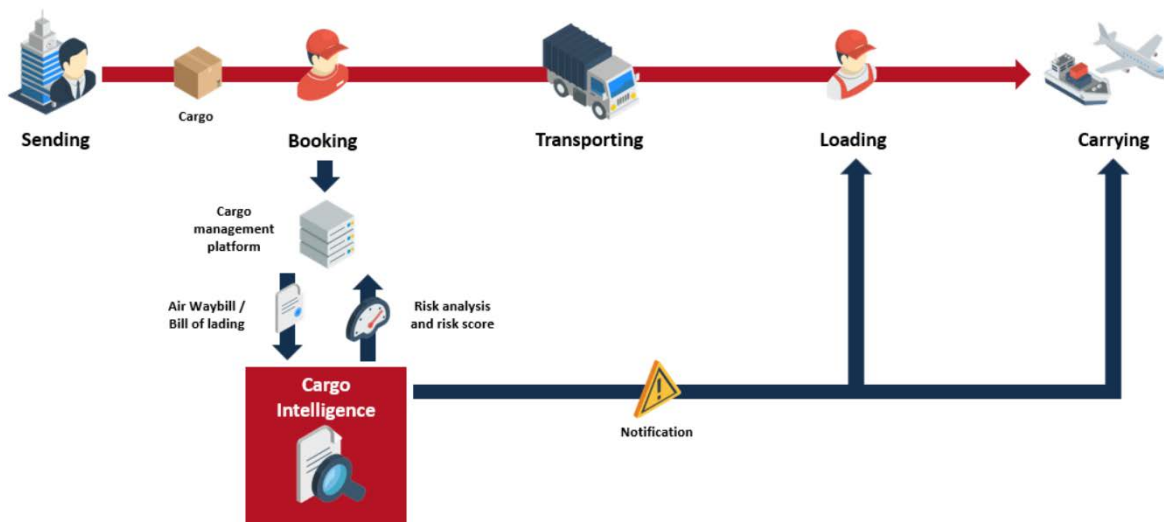 Cargo
Sending
Booking
Transporting
Loading
Carrying
Cargo
management
platform
Air Waybill /
Bill of lading
Risk analysis
and risk score
Cargo
Intelligence
Notification